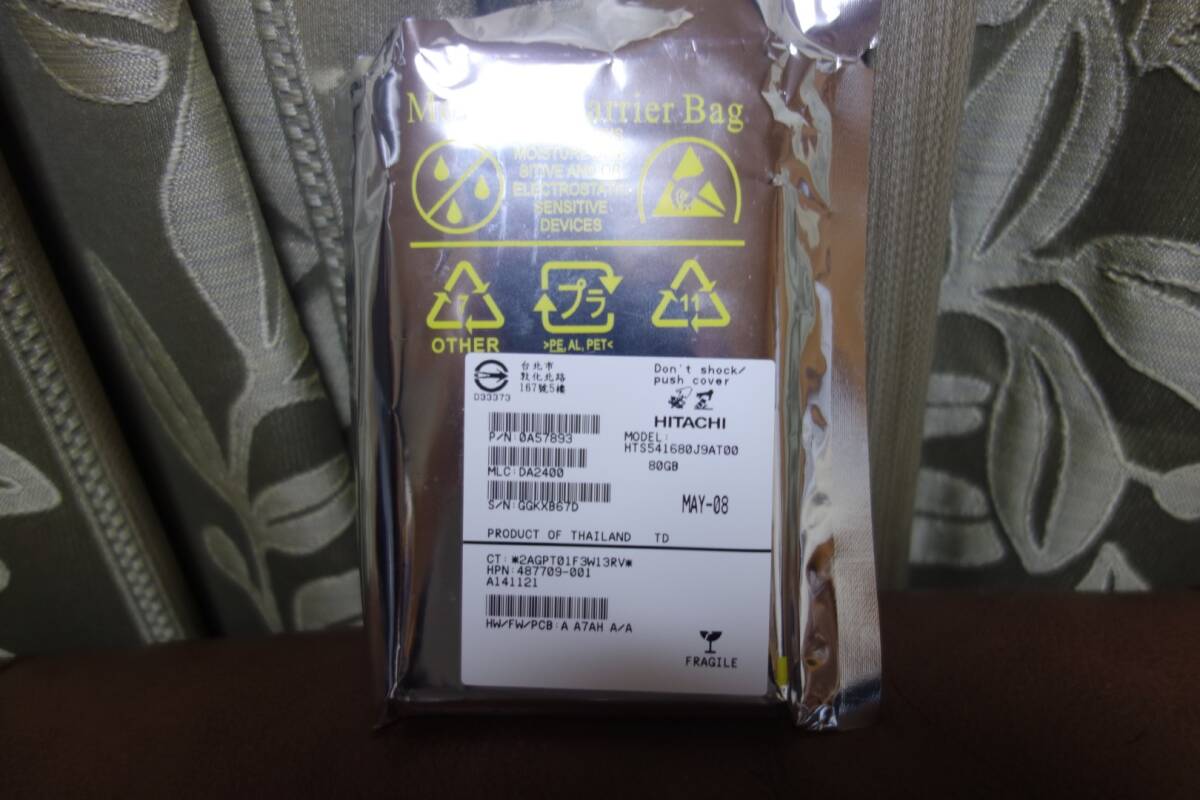 Barrier Bag
MOISTURE
SITIVE AND
ELECTROSTATI
SENSITIVE
DEVICES
7
プラ
11
OTHER
>PE, AL, PET<
台北市
敦化北路
167號5樓
D33373
Don't shock/
push cover
HITACHI
P/N:0A57893
MODEL:
HTS541680J9AT00
80GB
MLC:DA2400
S/N:GGKXB67D
MAY-08
PRODUCT OF THAILAND TD
CT:*2AGPT01F3W13RV*
HPN:487709-001
A141121
HW/FW/PCB:A A7AH A/A
FRAGILE